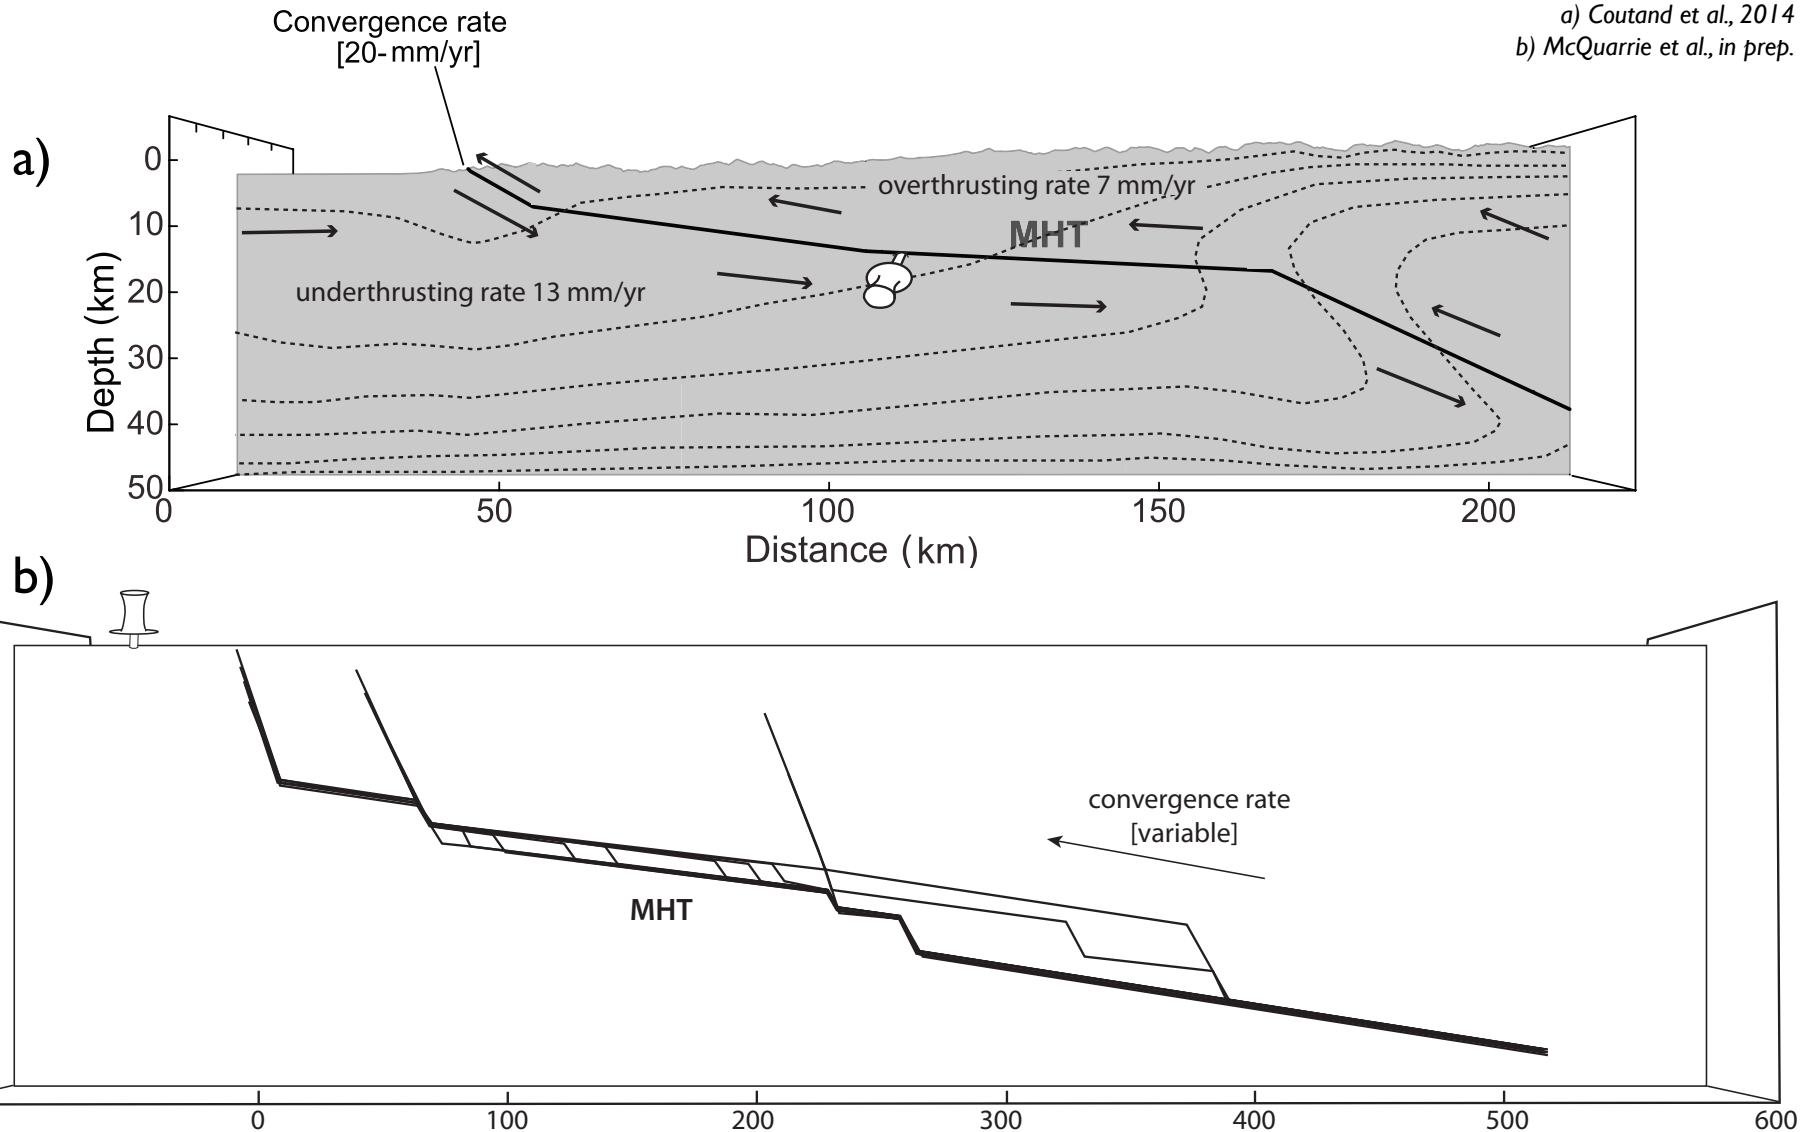 a) Coutand et al., 2014
b) McQuarrie et al., in prep.
Convergence rate
[20- mm/yr]
a)
0
10
20
30
40
50
Depth (km)
overthrusting rate 7 mm/yr
MHT
underthrusting rate 13 mm/yr
0 50 100 150 200
Distance (km)
b)
convergence rate
[variable]
MHT
0 100 200 300 400 500 600